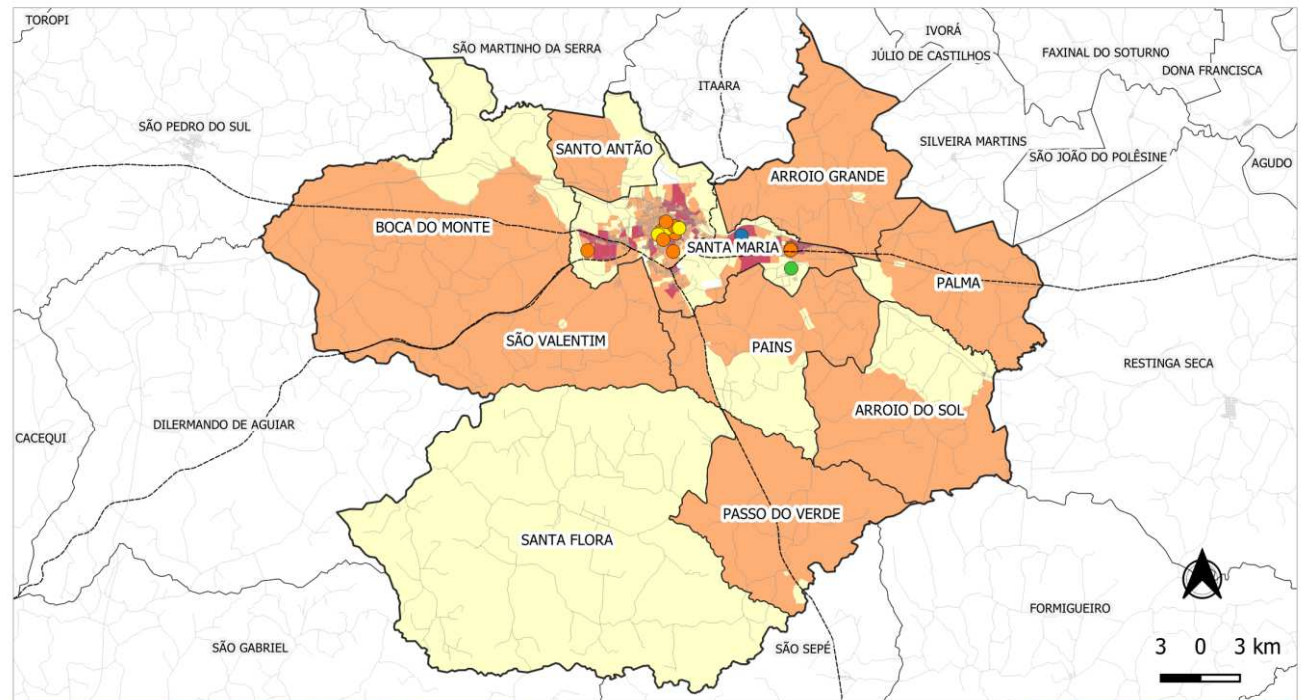 TOROPI
SÃO MARTINHO DA SERRA
IVORÁ
JÚLIO DE CASTILHOS
FAXINAL DO SOTURNO
DONA FRANCISCA
ITAARA
SÃO PEDRO DO SUL
SANTO ANTÃO
SILVEIRA MARTINS
SÃO JOÃO DO POLÊSINE
AGUDO
ARROIO GRANDE
BOCA DO MONTE
SANTA MARIA
PALMA
SÃO VALENTIM
PAINS
RESTINGA SECA
ARROIO DO SOL
DILERMANDO DE AGUIAR
CACEQUI
PASSO DO VERDE
SANTA FLORA
FORMIGUEIRO
SÃO GABRIEL
SÃO SEPÉ
3 0 3 km